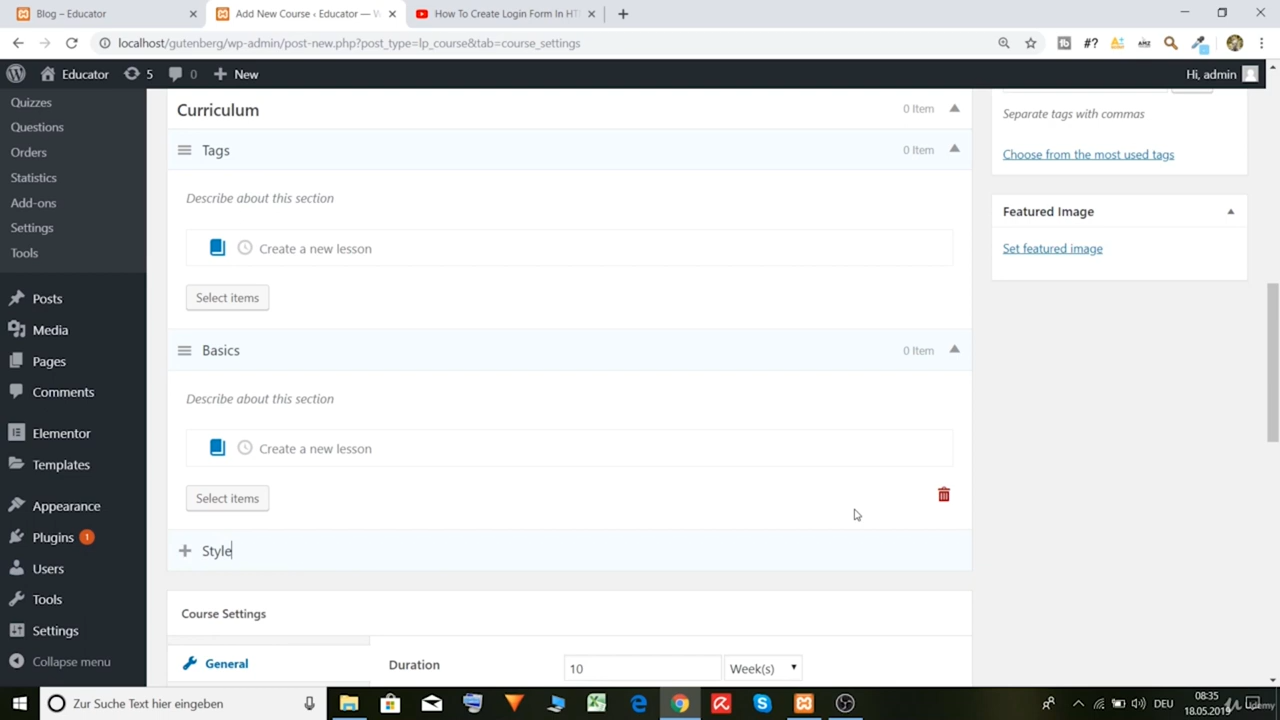 Blog – Educator
Add New Course ‹ Educator — W
How To Create Login Form In HT
localhost/gutenberg/wp-admin/post-new.php?post_type=lp_course&tab=course_settings
Educator
5
0
New
Hi, admin
Quizzes
Questions
Orders
Statistics
Add-ons
Settings
Tools
Posts
Media
Pages
Comments
Elementor
Templates
Appearance
Plugins 1
Users
Tools
Settings
Collapse menu
Curriculum
0 Item
Tags
0 Item
Describe about this section
Create a new lesson
Select items
Basics
0 Item
Describe about this section
Create a new lesson
Select items
Style
Course Settings
General
Duration
10
Week(s)
Separate tags with commas
Choose from the most used tags
Featured Image
Set featured image
Zur Suche Text hier eingeben
DEU
08:35
18.05.2019